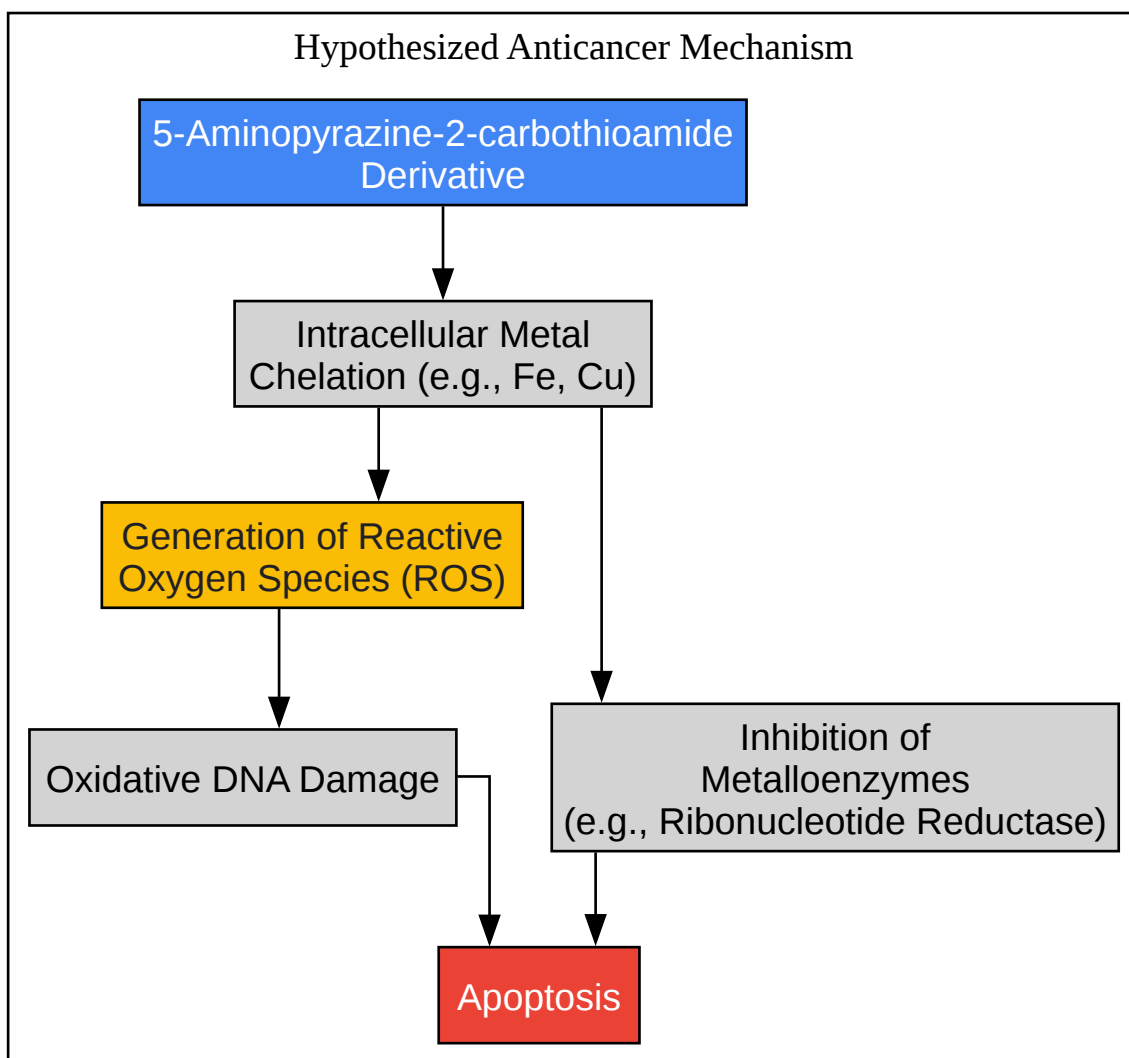 Hypothesized Anticancer Mechanism
5-Aminopyrazine-2-carbothioamide
Derivative
Intracellular Metal
Chelation (e.g., Fe, Cu)
Generation of Reactive
Oxygen Species (ROS)
Oxidative DNA Damage
Inhibition of
Metalloenzymes
(e.g., Ribonucleotide Reductase)
Apoptosis